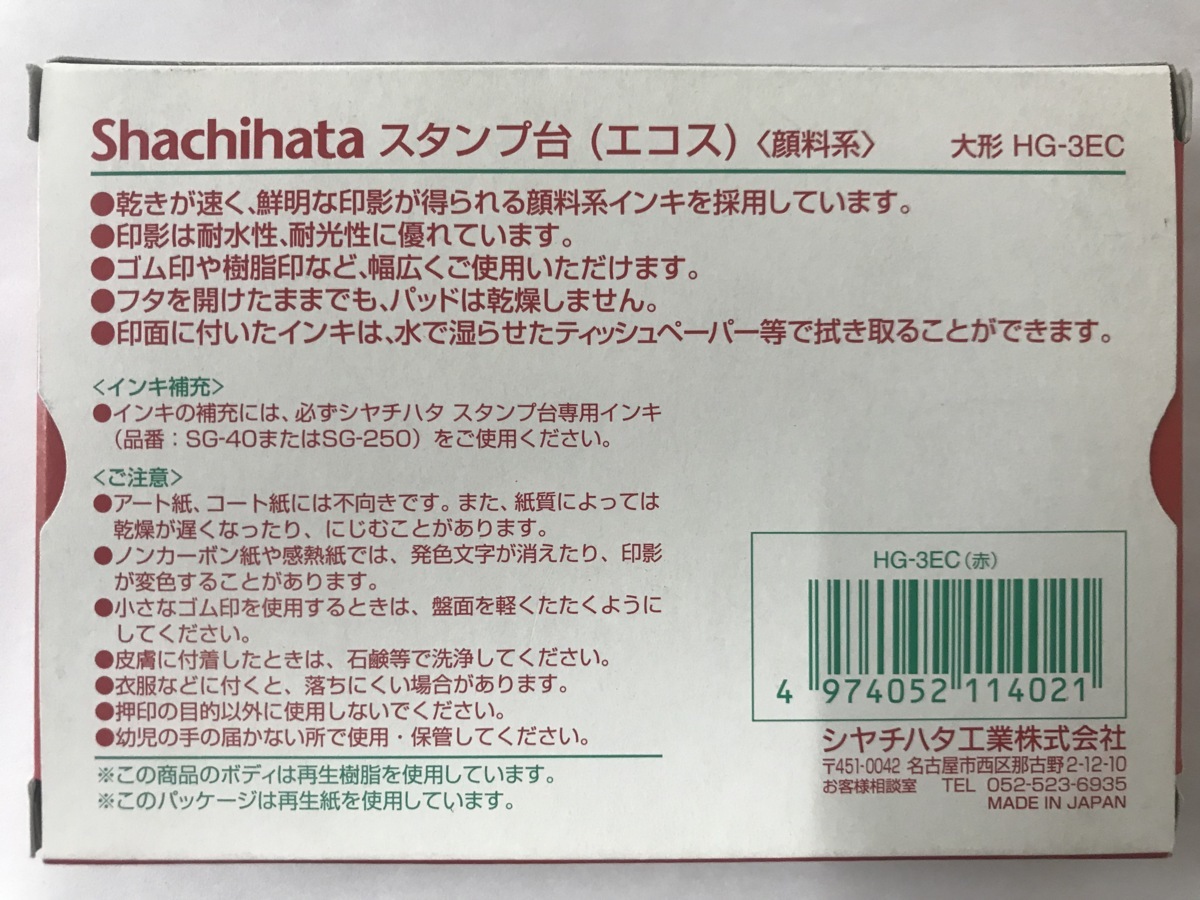 Shachihata スタンプ台 (エコス) 〈顔料系〉 大形 HG-3EC
●乾きが速く、鮮明な印影が得られる顔料系インキを採用しています。
●印影は耐水性、耐光性に優れています。
●ゴム印や樹脂印など、幅広くご使用いただけます。
●フタを開けたままでも、パッドは乾燥しません。
●印面に付いたインキは、水で湿らせたティッシュペーパー等で拭き取ることができます。
<インキ補充>
●インキの補充には、必ずシヤチハタ スタンプ台専用インキ
(品番：SG-40またはSG-250) をご使用ください。
<ご注意>
●アート紙、コート紙には不向きです。また、紙質によっては
乾燥が遅くなったり、にじむことがあります。
●ノンカーボン紙や感熱紙では、発色文字が消えたり、印影
が変色することがあります。
●小さなゴム印を使用するときは、盤面を軽くたたくように
してください。
●皮膚に付着したときは、石鹸等で洗浄してください。
●衣服などに付くと、落ちにくい場合があります。
●押印の目的以外に使用しないでください。
●幼児の手の届かない所で使用・保管してください。
※この商品のボディは再生樹脂を使用しています。
※このパッケージは再生紙を使用しています。
HG-3EC(赤)
4 974052 114021
シヤチハタ工業株式会社
〒451-0042 名古屋市西区那古野2-12-10
お客様相談室 TEL 052-523-6935
MADE IN JAPAN